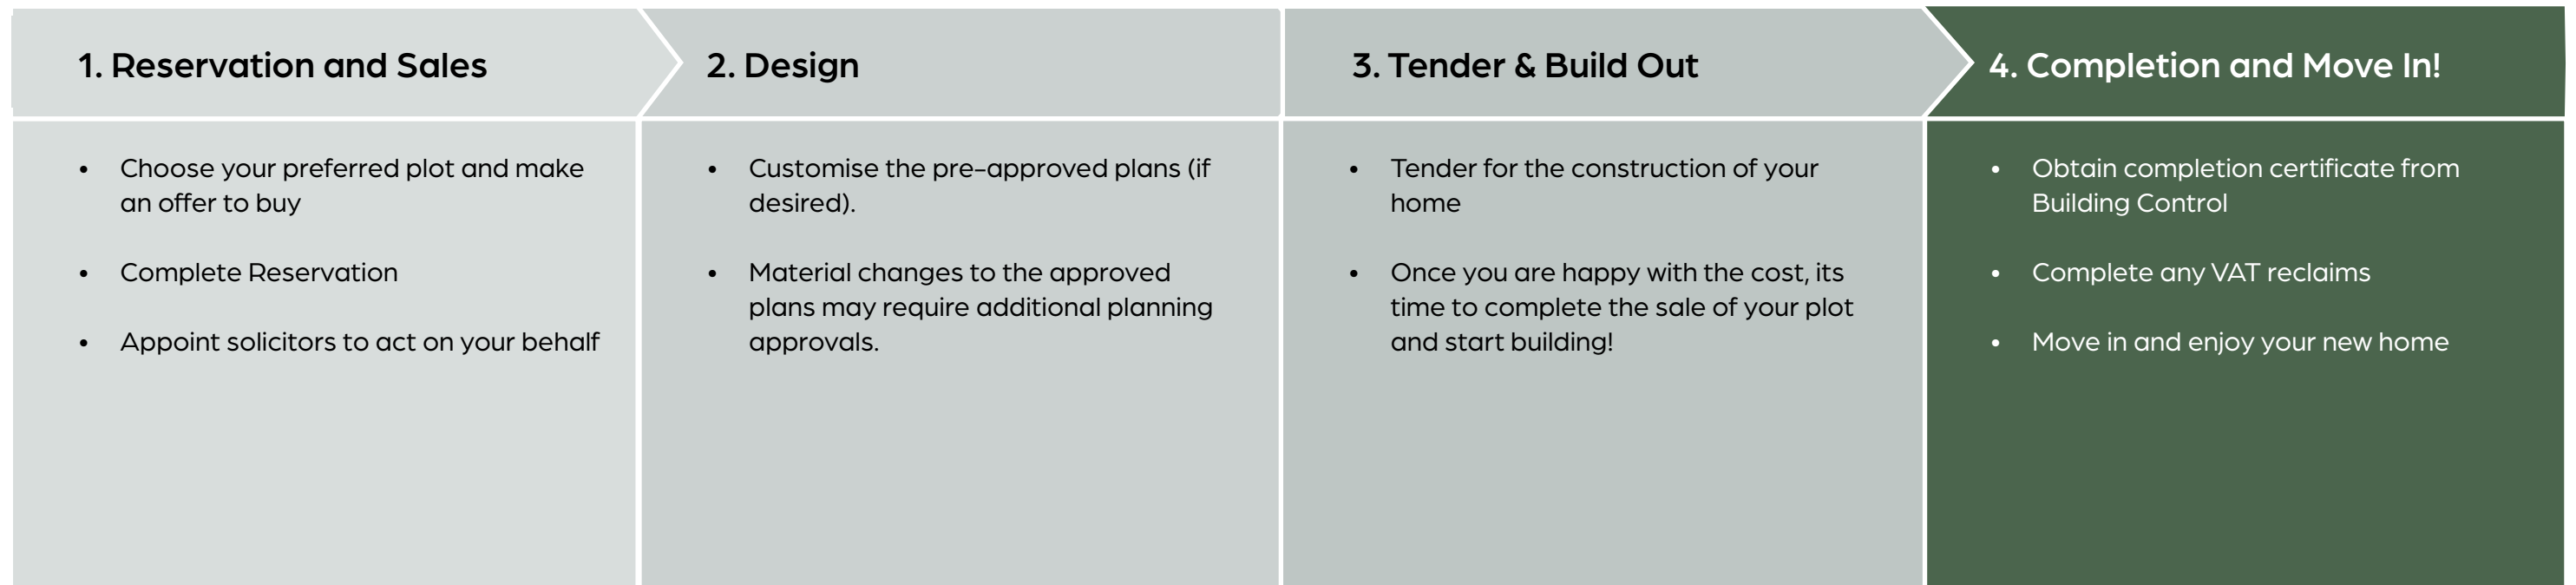 1. Reservation and Sales
• Choose your preferred plot and make
an offer to buy
• Complete Reservation
• Appoint solicitors to act on your behalf
2. Design
• Customise the pre-approved plans (if
desired).
• Material changes to the approved
plans may require additional planning
approvals.
3. Tender & Build Out
• Tender for the construction of your
home
• Once you are happy with the cost, its
time to complete the sale of your plot
and start building!
4. Completion and Move In!
• Obtain completion certificate from
Building Control
• Complete any VAT reclaims
• Move in and enjoy your new home